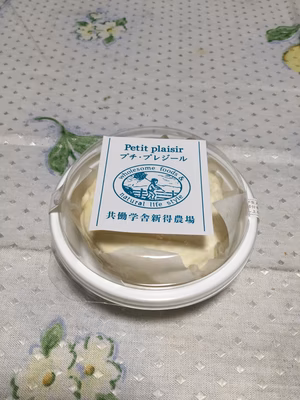 Petit plaisir
プチ・プレジール
wholesome foods &
natural life style
共働学舎新得農場